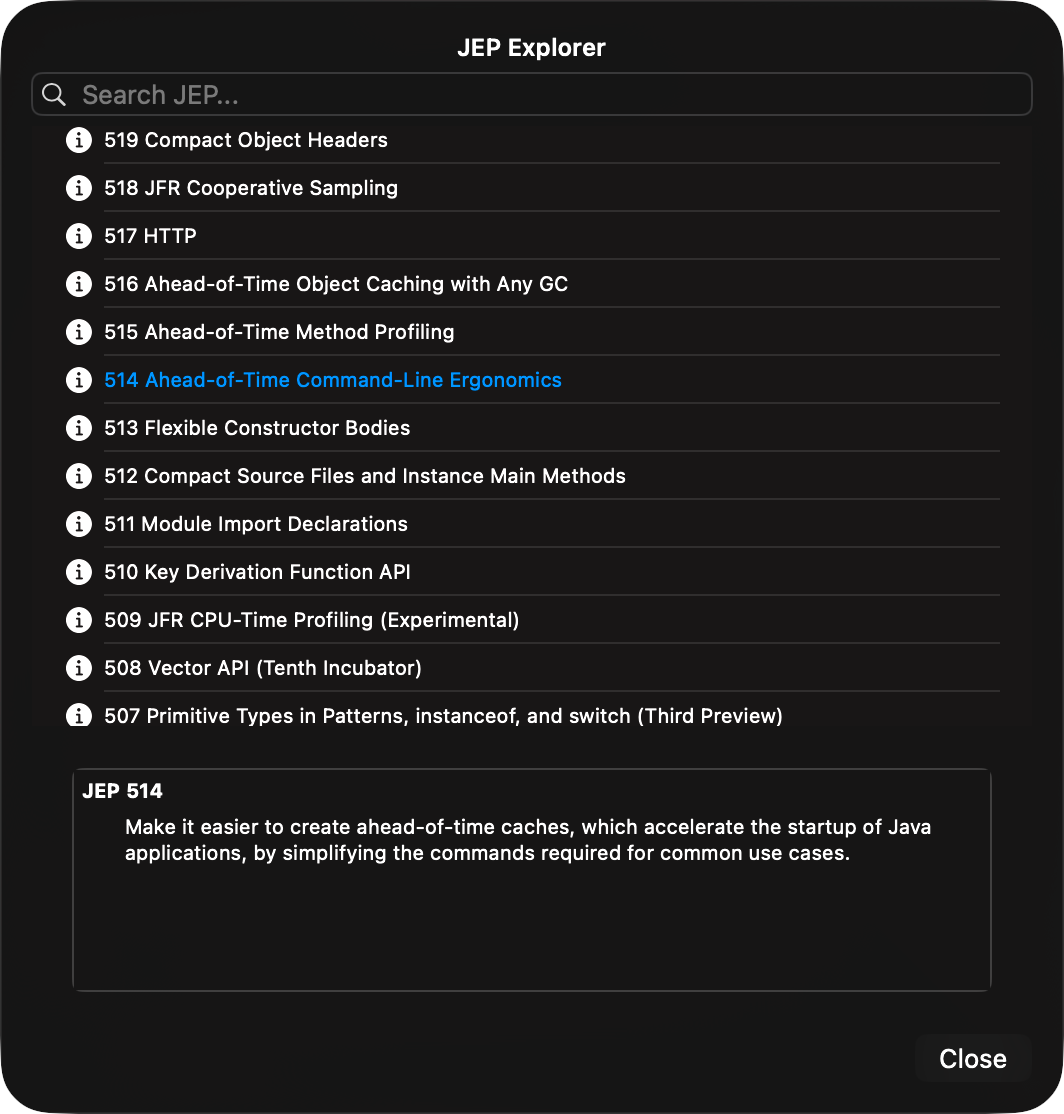 JEP Explorer
Search JEP...
519 Compact Object Headers
518 JFR Cooperative Sampling
517 HTTP
516 Ahead-of-Time Object Caching with Any GC
515 Ahead-of-Time Method Profiling
514 Ahead-of-Time Command-Line Ergonomics
513 Flexible Constructor Bodies
512 Compact Source Files and Instance Main Methods
511 Module Import Declarations
510 Key Derivation Function API
509 JFR CPU-Time Profiling (Experimental)
508 Vector API (Tenth Incubator)
507 Primitive Types in Patterns, instanceof, and switch (Third Preview)
JEP 514
Make it easier to create ahead-of-time caches, which accelerate the startup of Java
applications, by simplifying the commands required for common use cases.
Close